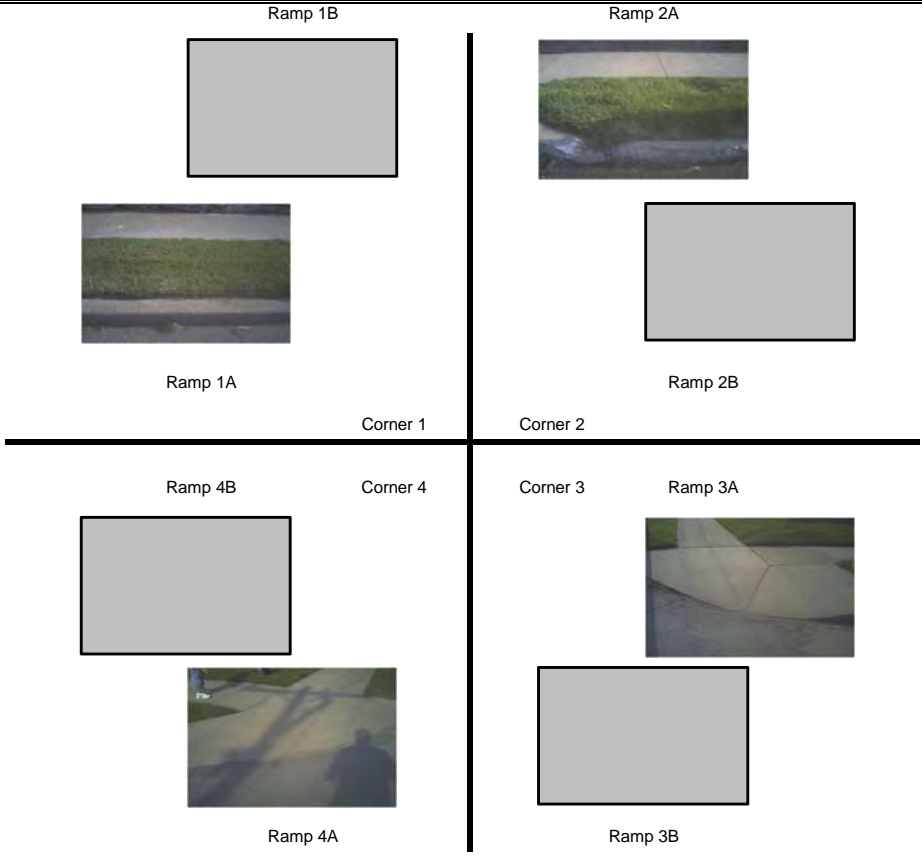 Ramp 1B
Ramp 2A
Ramp 1A
Ramp 2B
Corner 1
Corner 2
Ramp 4B
Corner 4
Corner 3
Ramp 3A
Ramp 4A
Ramp 3B